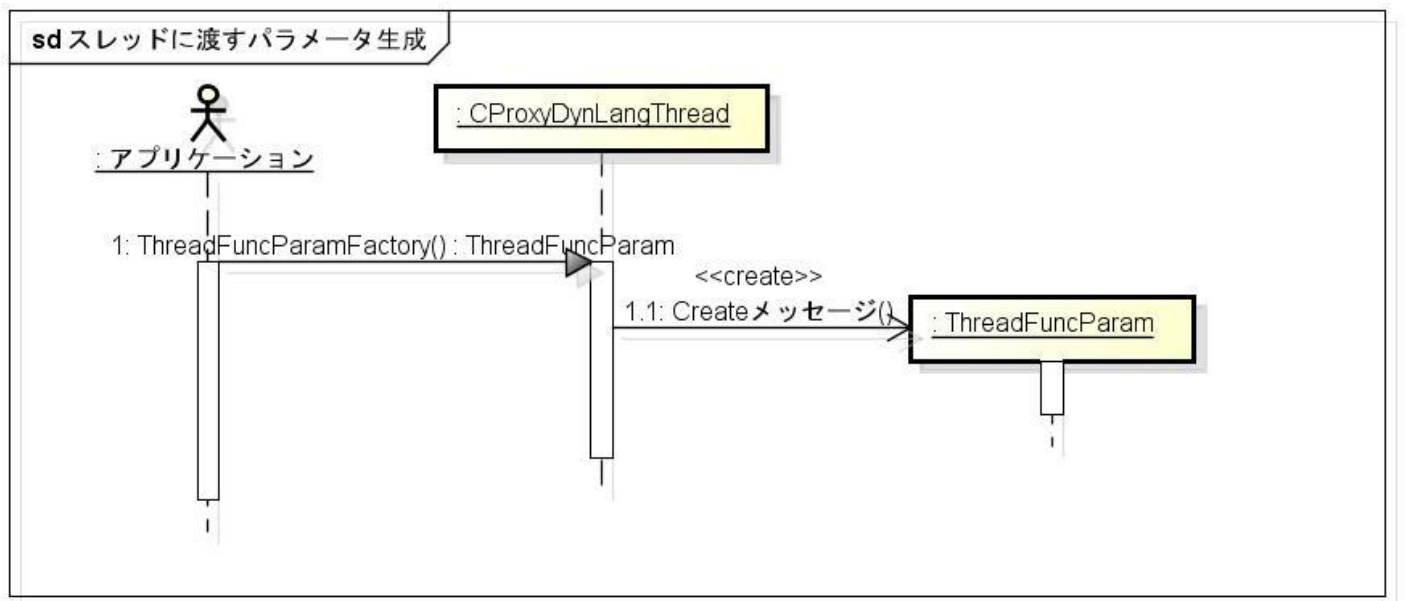 sd スレッドに渡すパラメータ生成
: アプリケーション
: CProxyDynLangThread
1: ThreadFuncParamFactory() : ThreadFuncParam
<<create>>
1.1: Createメッセージ()
: ThreadFuncParam